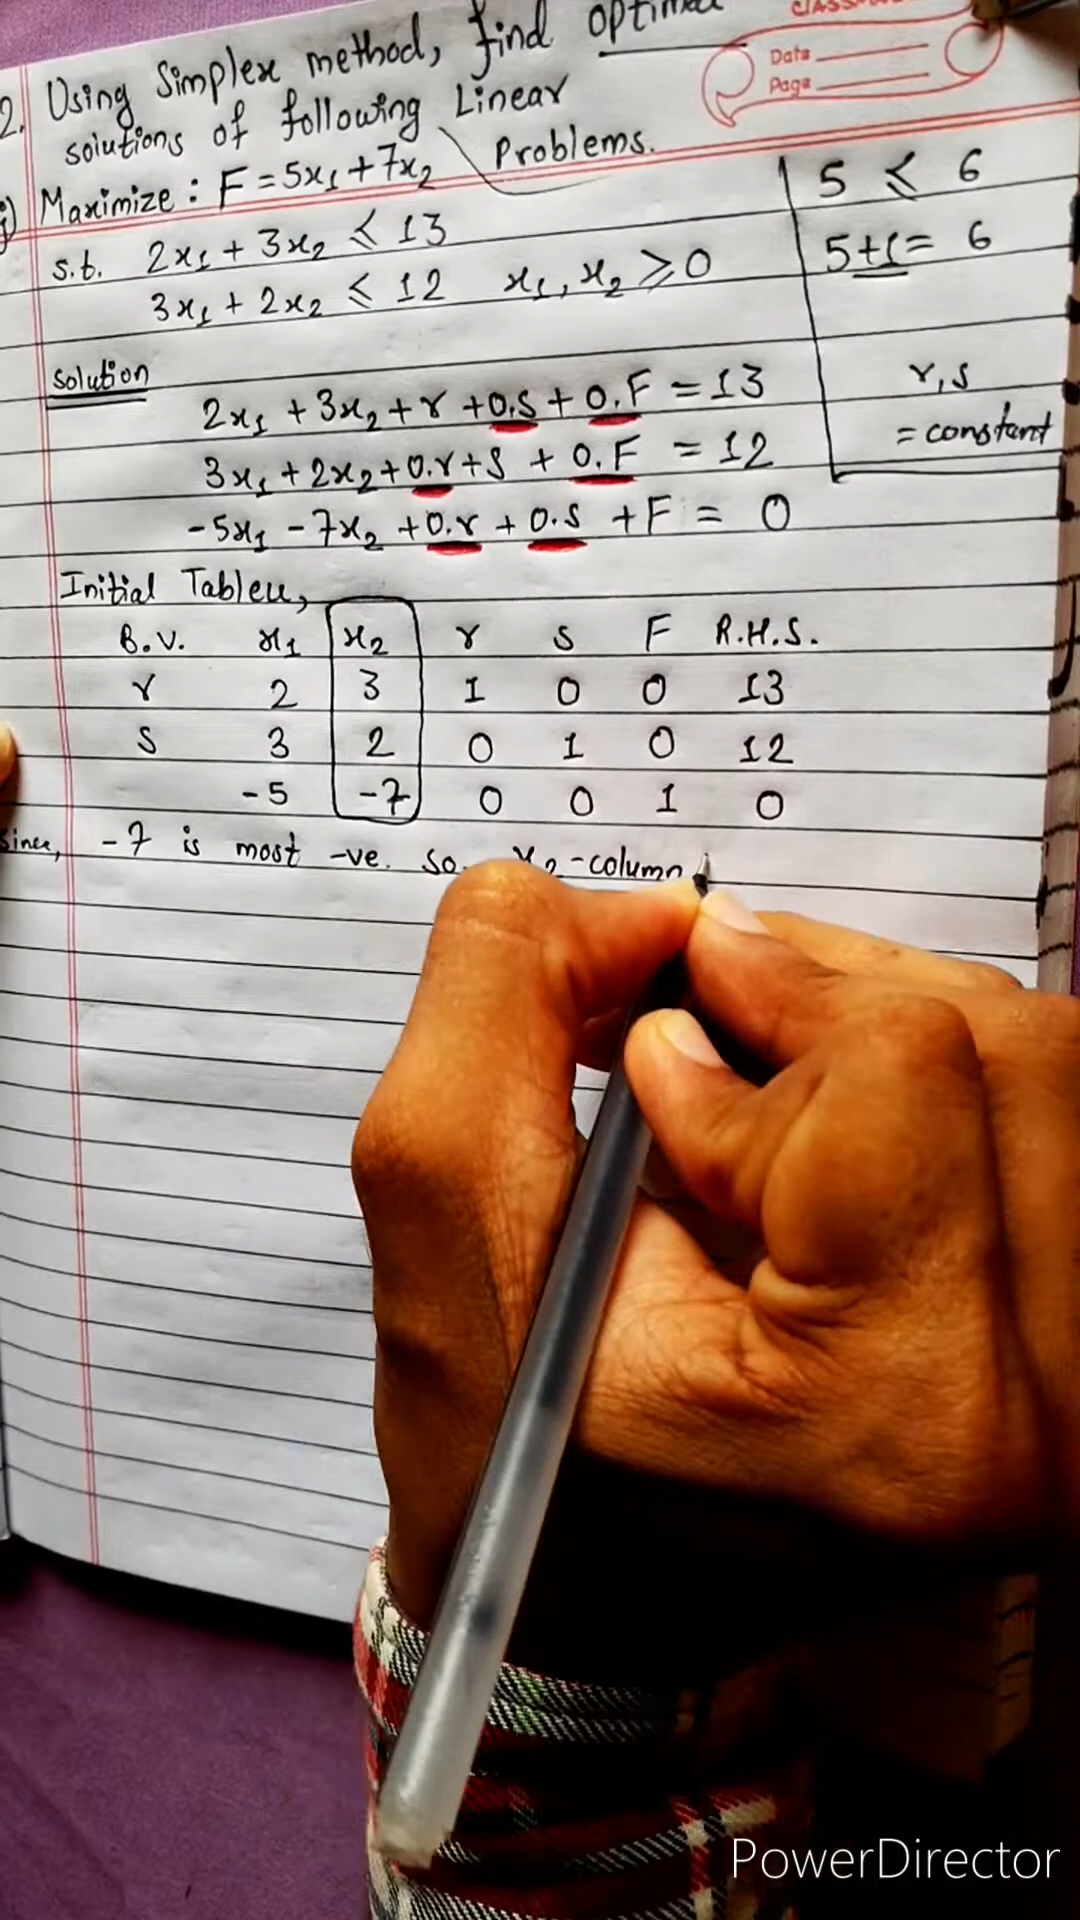 2. Using Simplex method, find optimal
solutions of following Linear
Problems.
i) Maximize : F = 5x₁ + 7x₂
s.t. 2x₁ + 3x₂ ≤ 13
3x₁ + 2x₂ ≤ 12 x₁, x₂ ≥ 0
Date
Page
5 ≤ 6
5+1 = 6
r, s
= constant
Solution
2x₁ + 3x₂ + r + 0.s + 0.F = 13
3x₁ + 2x₂ + 0.r + s + 0.F = 12
-5x₁ - 7x₂ + 0.r + 0.s + F = 0
Initial Tableu,
B.V. x₁ x₂ r s F R.H.S.
r 2 3 1 0 0 13
s 3 2 0 1 0 12
-5 -7 0 0 1 0
Since, -7 is most -ve. so x₂-column
PowerDirector